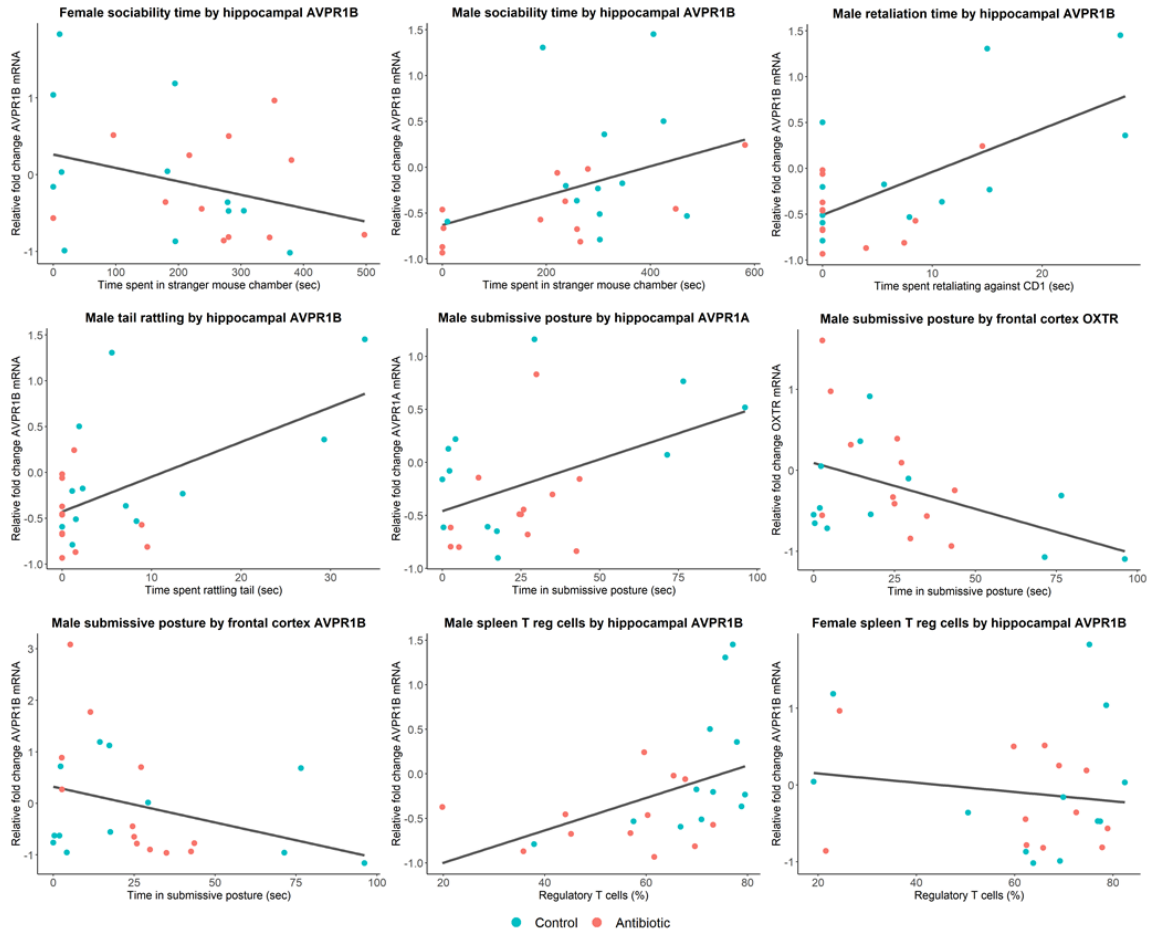 Female sociability time by hippocampal AVPR1B
Relative fold change AVPR1B mRNA
1
0
-1
0 100 200 300 400 500
Time spent in stranger mouse chamber (sec)
Male sociability time by hippocampal AVPR1B
Relative fold change AVPR1B mRNA
1.5
1.0
0.5
0.0
-0.5
-1.0
0 200 400 600
Time spent in stranger mouse chamber (sec)
Male retaliation time by hippocampal AVPR1B
Relative fold change AVPR1B mRNA
1.5
1.0
0.5
0.0
-0.5
-1.0
0 10 20
Time spent retaliating against CD1 (sec)
Male tail rattling by hippocampal AVPR1B
Relative fold change AVPR1B mRNA
1.5
1.0
0.5
0.0
-0.5
-1.0
0 10 20 30
Time spent rattling tail (sec)
Male submissive posture by hippocampal AVPR1A
Relative fold change AVPR1A mRNA
1.0
0.5
0.0
-0.5
-1.0
0 25 50 75 100
Time in submissive posture (sec)
Male submissive posture by frontal cortex OXTR
Relative fold change OXTR mRNA
1
0
-1
0 25 50 75 100
Time in submissive posture (sec)
Male submissive posture by frontal cortex AVPR1B
Relative fold change AVPR1B mRNA
3
2
1
0
-1
0 25 50 75 100
Time in submissive posture (sec)
Male spleen T reg cells by hippocampal AVPR1B
Relative fold change AVPR1B mRNA
1.5
1.0
0.5
0.0
-0.5
-1.0
20 40 60 80
Regulatory T cells (%)
Female spleen T reg cells by hippocampal AVPR1B
Relative fold change AVPR1B mRNA
1
0
-1
20 40 60 80
Regulatory T cells (%)
Control Antibiotic